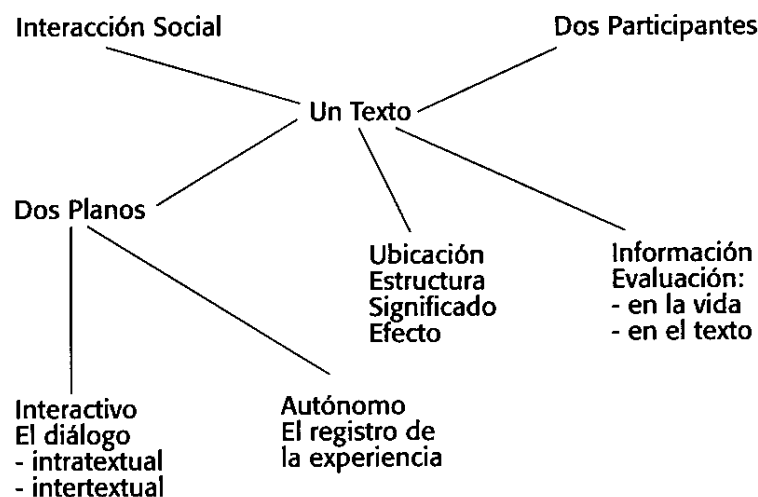 Interacción Social
Dos Participantes
Un Texto
Dos Planos
Ubicación
Estructura
Significado
Efecto
Información
Evaluación:
- en la vida
- en el texto
Interactivo
El diálogo
- intratextual
- intertextual
Autónomo
El registro de
la experiencia